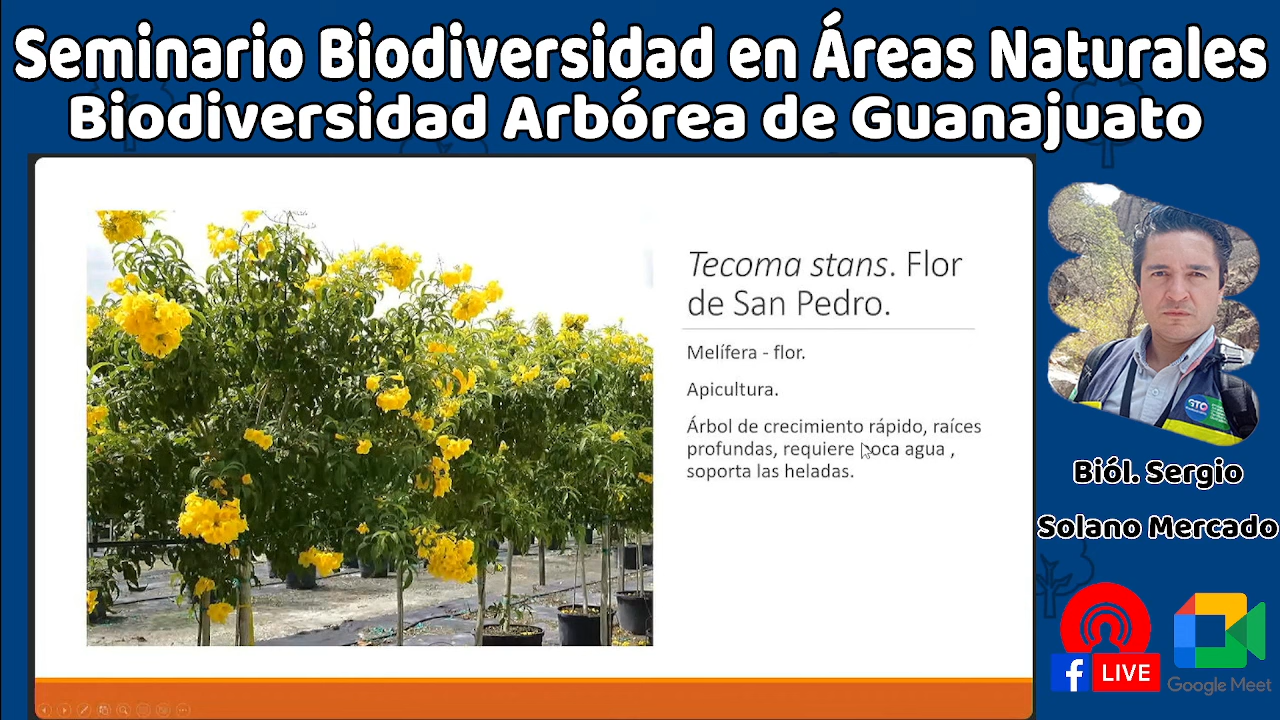 Seminario Biodiversidad en Áreas Naturales
Biodiversidad Arbórea de Guanajuato
Tecoma stans. Flor
de San Pedro.
Melífera - flor.
Apicultura.
Árbol de crecimiento rápido, raíces
profundas, requiere poca agua ,
soporta las heladas.
GTO
Biól. Sergio
Solano Mercado
f LIVE
Google Meet